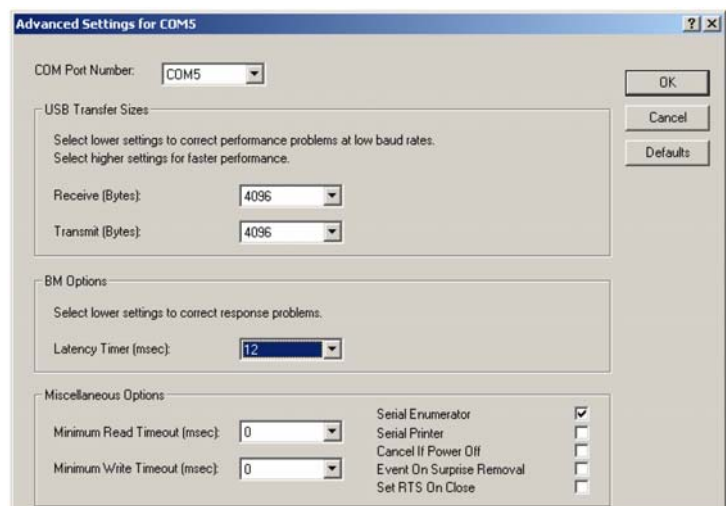 Advanced Settings for COM5
? X
COM Port Number: COM5
OK
USB Transfer Sizes
Cancel
Select lower settings to correct performance problems at low baud rates.
Defaults
Select higher settings for faster performance.
Receive (Bytes): 4096
Transmit (Bytes): 4096
BM Options
Select lower settings to correct response problems.
Latency Timer (msec): 12
Miscellaneous Options
Minimum Read Timeout (msec): 0
Minimum Write Timeout (msec): 0
Serial Enumerator
Serial Printer
Cancel If Power Off
Event On Surprise Removal
Set RTS On Close